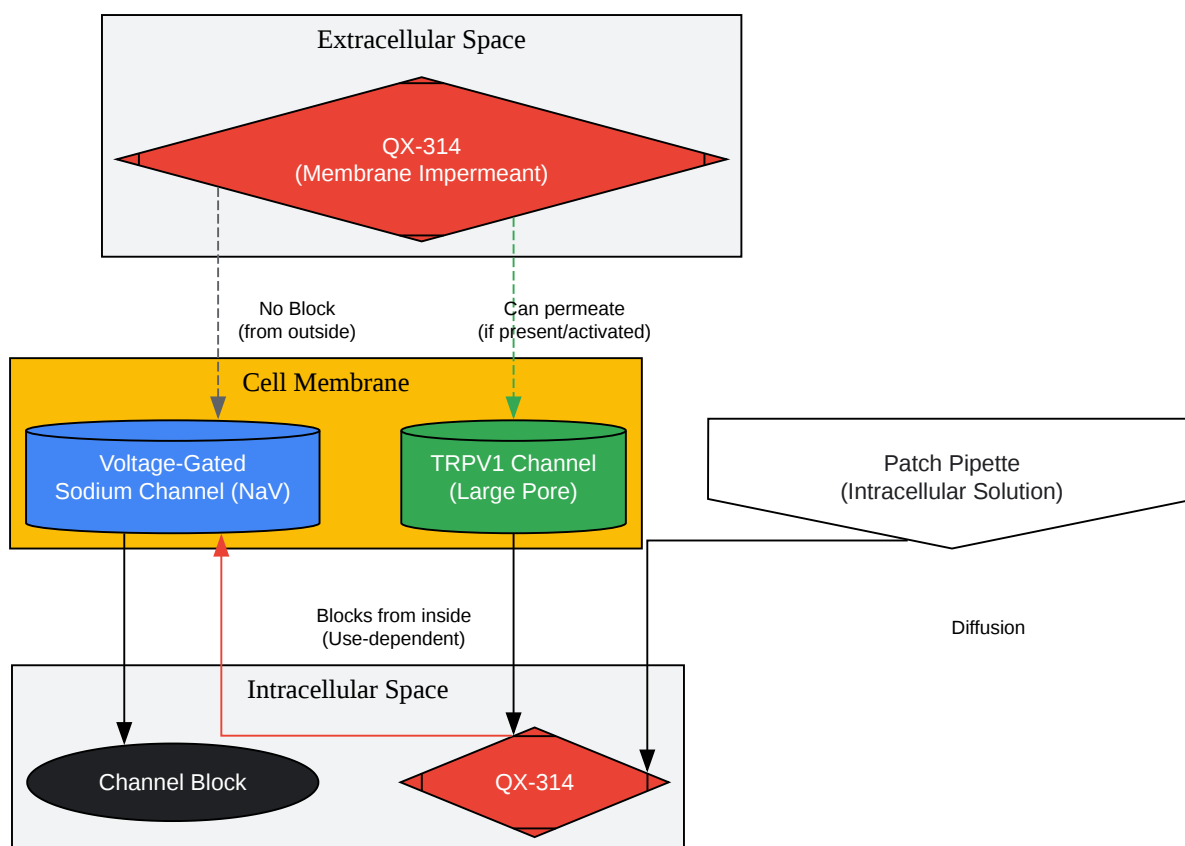 Extracellular Space
QX-314
(Membrane Impermeant)
No Block
(from outside)
Can permeate
(if present/activated)
Cell Membrane
Voltage-Gated
Sodium Channel (NaV)
TRPV1 Channel
(Large Pore)
Patch Pipette
(Intracellular Solution)
Blocks from inside
(Use-dependent)
Diffusion
Intracellular Space
Channel Block
QX-314